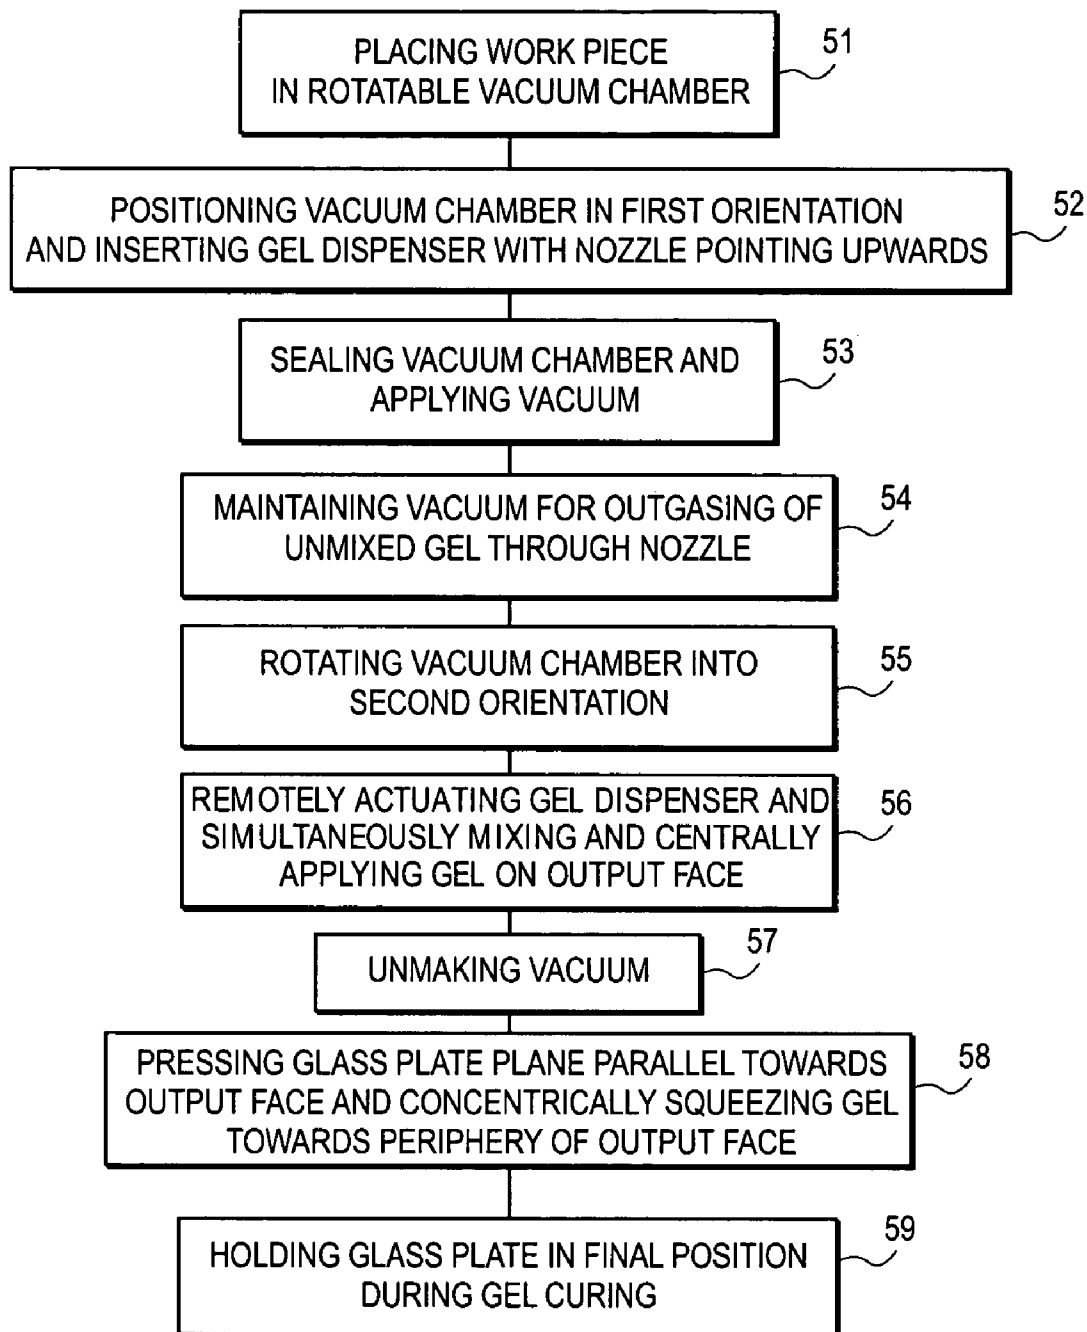 PLACING WORK PIECE
IN ROTATABLE VACUUM CHAMBER
51
POSITIONING VACUUM CHAMBER IN FIRST ORIENTATION
AND INSERTING GEL DISPENSER WITH NOZZLE POINTING UPWARDS
52
SEALING VACUUM CHAMBER AND
APPLYING VACUUM
53
MAINTAINING VACUUM FOR OUTGASING OF
UNMIXED GEL THROUGH NOZZLE
54
ROTATING VACUUM CHAMBER INTO
SECOND ORIENTATION
55
REMOTELY ACTUATING GEL DISPENSER AND
SIMULTANEOUSLY MIXING AND CENTRALLY
APPLYING GEL ON OUTPUT FACE
56
UNMAKING VACUUM
57
PRESSING GLASS PLATE PLANE PARALLEL TOWARDS
OUTPUT FACE AND CONCENTRICALLY SQUEEZING GEL
TOWARDS PERIPHERY OF OUTPUT FACE
58
HOLDING GLASS PLATE IN FINAL POSITION
DURING GEL CURING
59